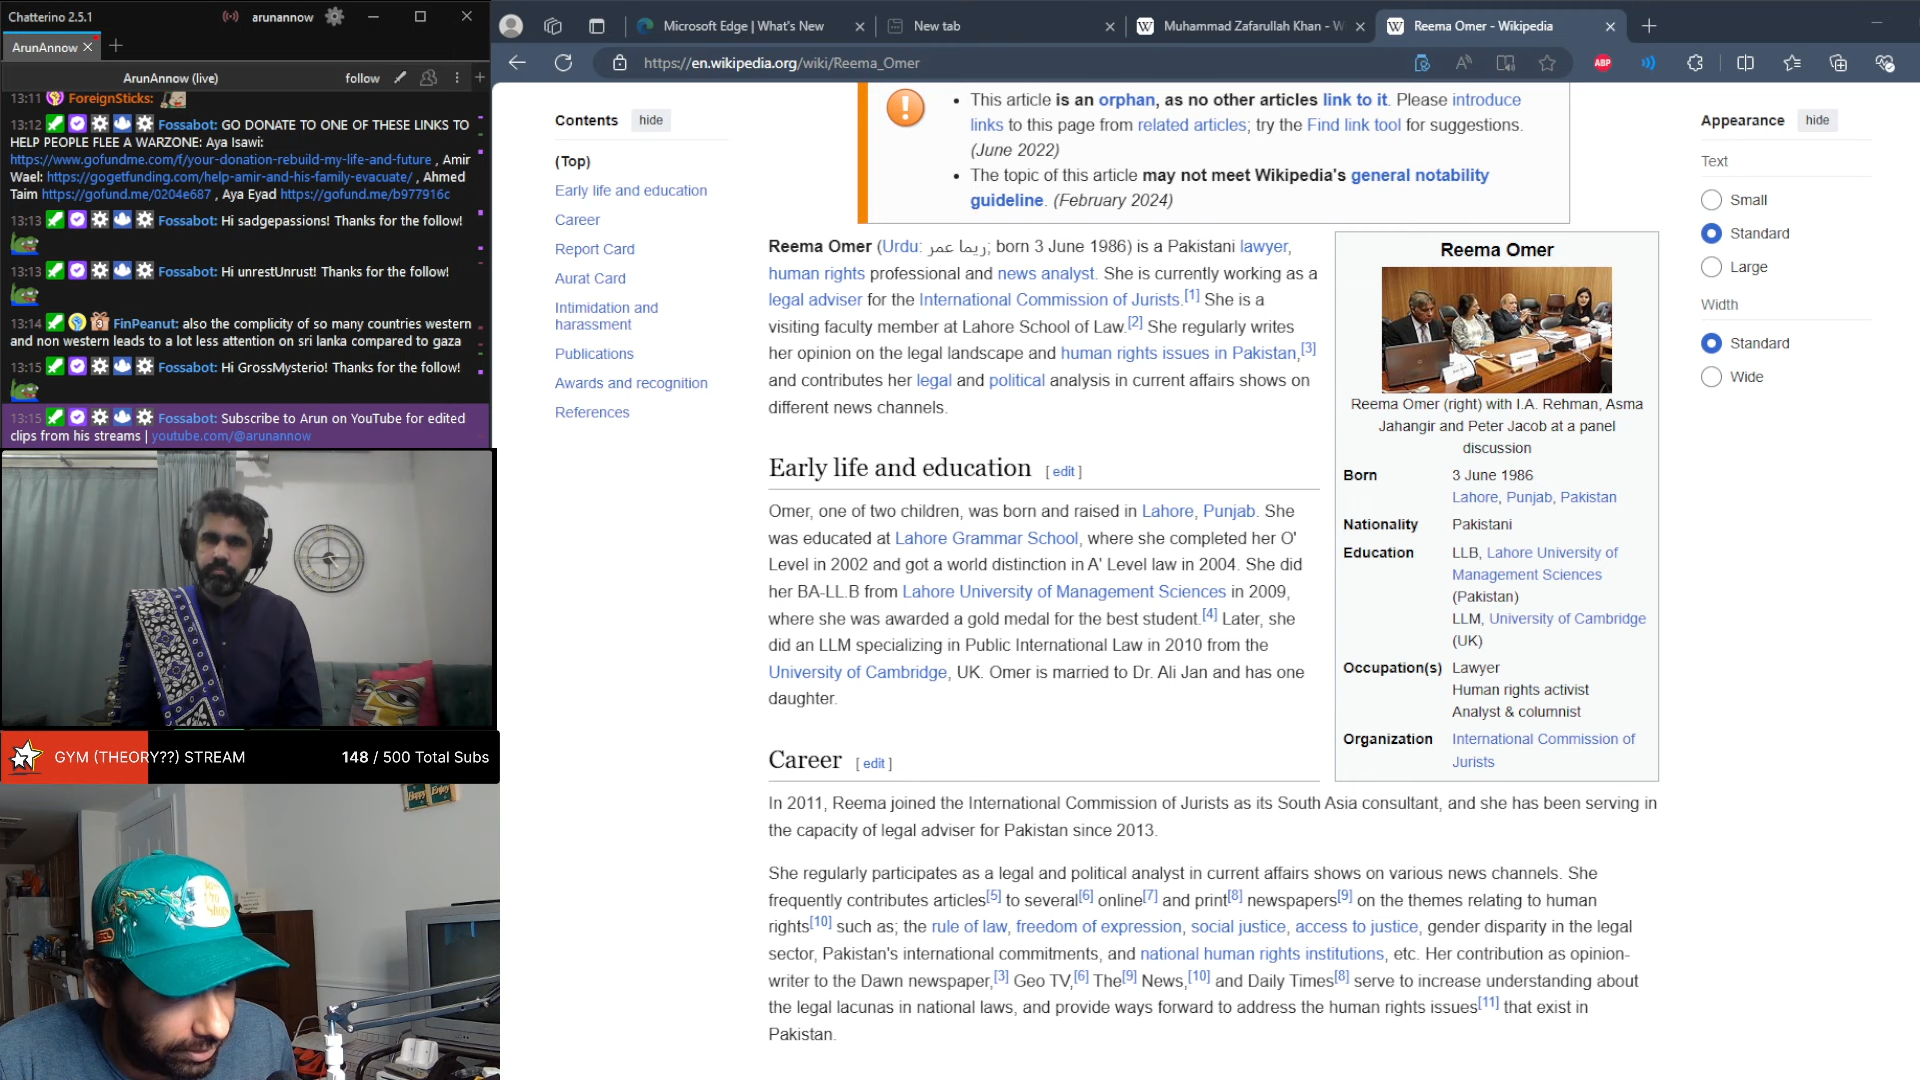 Chatterino 2.5.1
arunannow
ArunAnnow
ArunAnnow (live)
follow
13:11 ForeignSticks:
13:12 Fossabot: GO DONATE TO ONE OF THESE LINKS TO
HELP PEOPLE FLEE A WARZONE: Aya Isawi:
https://www.gofundme.com/f/your-donation-rebuild-my-life-and-future , Amir
Wael: https://gogetfunding.com/help-amir-and-his-family-evacuate/ , Ahmed
Taim https://gofund.me/0204e687 , Aya Eyad https://gofund.me/b977916c
13:13 Fossabot: Hi sadgepassions! Thanks for the follow!
13:13 Fossabot: Hi unrestUnrust! Thanks for the follow!
13:14 FinPeanut: also the complicity of so many countries western
and non western leads to a lot less attention on sri lanka compared to gaza
13:15 Fossabot: Hi GrossMysterio! Thanks for the follow!
13:15 Fossabot: Subscribe to Arun on YouTube for edited
clips from his streams | youtube.com/@arunannow
GYM (THEORY??) STREAM
148 / 500 Total Subs
Microsoft Edge | What's New
New tab
Muhammad Zafarullah Khan - W
Reema Omer - Wikipedia
https://en.wikipedia.org/wiki/Reema_Omer
ABP
Contents
hide
(Top)
Early life and education
Career
Report Card
Aurat Card
Intimidation and
harassment
Publications
Awards and recognition
References
This article is an orphan, as no other articles link to it. Please introduce
links to this page from related articles; try the Find link tool for suggestions.
(June 2022)
The topic of this article may not meet Wikipedia's general notability
guideline. (February 2024)
Reema Omer (Urdu: ریما عمر; born 3 June 1986) is a Pakistani lawyer,
human rights professional and news analyst. She is currently working as a
legal adviser for the International Commission of Jurists.[1] She is a
visiting faculty member at Lahore School of Law.[2] She regularly writes
her opinion on the legal landscape and human rights issues in Pakistan,[3]
and contributes her legal and political analysis in current affairs shows on
different news channels.
Early life and education [ edit ]
Omer, one of two children, was born and raised in Lahore, Punjab. She
was educated at Lahore Grammar School, where she completed her O'
Level in 2002 and got a world distinction in A' Level law in 2004. She did
her BA-LL.B from Lahore University of Management Sciences in 2009,
where she was awarded a gold medal for the best student.[4] Later, she
did an LLM specializing in Public International Law in 2010 from the
University of Cambridge, UK. Omer is married to Dr. Ali Jan and has one
daughter.
Career [ edit ]
In 2011, Reema joined the International Commission of Jurists as its South Asia consultant, and she has been serving in
the capacity of legal adviser for Pakistan since 2013.
She regularly participates as a legal and political analyst in current affairs shows on various news channels. She
frequently contributes articles[5] to several[6] online[7] and print[8] newspapers[9] on the themes relating to human
rights[10] such as; the rule of law, freedom of expression, social justice, access to justice, gender disparity in the legal
sector, Pakistan's international commitments, and national human rights institutions, etc. Her contribution as opinion-
writer to the Dawn newspaper,[3] Geo TV,[6] The[9] News,[10] and Daily Times[8] serve to increase understanding about
the legal lacunas in national laws, and provide ways forward to address the human rights issues[11] that exist in
Pakistan.
Reema Omer
Reema Omer (right) with I.A. Rehman, Asma
Jahangir and Peter Jacob at a panel
discussion
Born 3 June 1986
Lahore, Punjab, Pakistan
Nationality Pakistani
Education LLB, Lahore University of
Management Sciences
(Pakistan)
LLM, University of Cambridge
(UK)
Occupation(s) Lawyer
Human rights activist
Analyst & columnist
Organization International Commission of
Jurists
Appearance
hide
Text
Small
Standard
Large
Width
Standard
Wide